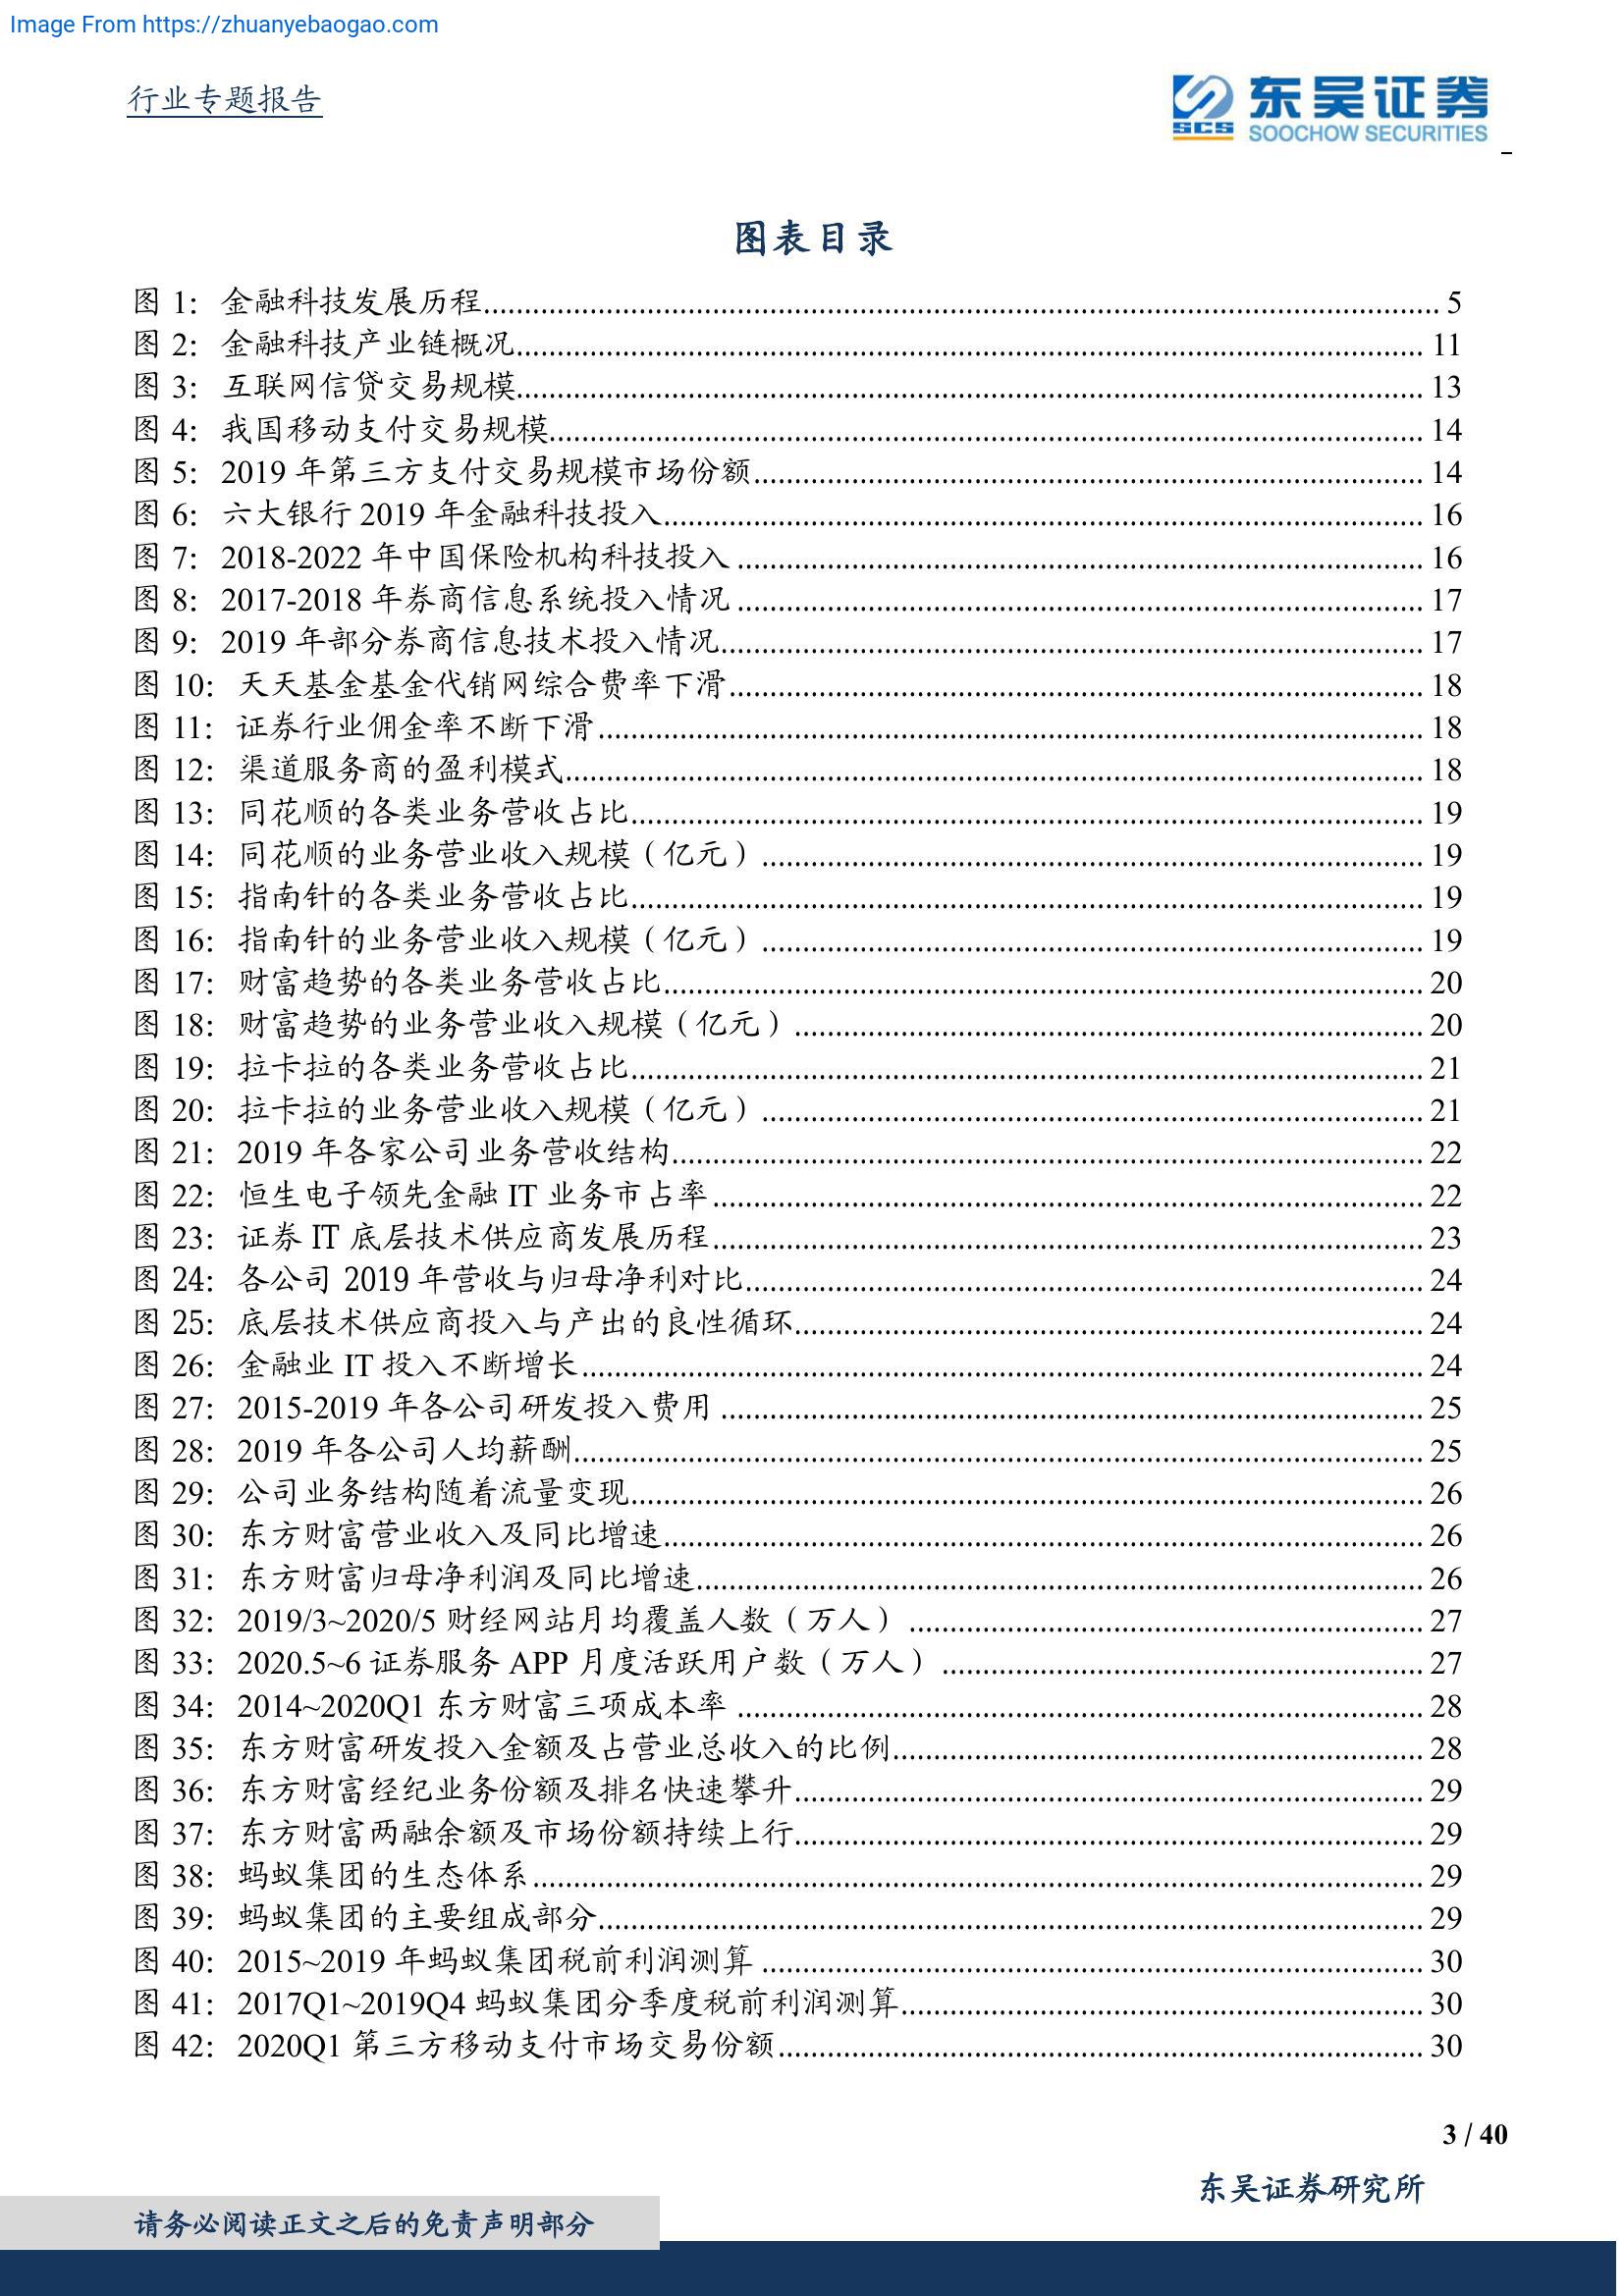 Image From https://zhuanyebaogao.com
行业专题报告
东吴证券
SCS
SOOCHOW SECURITIES
图表目录
图 1：金融科技发展历程 5
图 2：金融科技产业链概况 11
图 3：互联网信贷交易规模 13
图 4：我国移动支付交易规模 14
图 5：2019 年第三方支付交易规模市场份额 14
图 6：六大银行 2019 年金融科技投入 16
图 7：2018-2022 年中国保险机构科技投入 16
图 8：2017-2018 年券商信息系统投入情况 17
图 9：2019 年部分券商信息技术投入情况 17
图 10：天天基金基金代销网综合费率下滑 18
图 11：证券行业佣金率不断下滑 18
图 12：渠道服务商的盈利模式 18
图 13：同花顺的各类业务营收占比 19
图 14：同花顺的业务营业收入规模（亿元） 19
图 15：指南针的各类业务营收占比 19
图 16：指南针的业务营业收入规模（亿元） 19
图 17：财富趋势的各类业务营收占比 20
图 18：财富趋势的业务营业收入规模（亿元） 20
图 19：拉卡拉的各类业务营收占比 21
图 20：拉卡拉的业务营业收入规模（亿元） 21
图 21：2019 年各家公司业务营收结构 22
图 22：恒生电子领先金融 IT 业务市占率 22
图 23：证券 IT 底层技术供应商发展历程 23
图 24：各公司 2019 年营收与归母净利对比 24
图 25：底层技术供应商投入与产出的良性循环 24
图 26：金融业 IT 投入不断增长 24
图 27：2015-2019 年各公司研发投入费用 25
图 28：2019 年各公司人均薪酬 25
图 29：公司业务结构随着流量变现 26
图 30：东方财富营业收入及同比增速 26
图 31：东方财富归母净利润及同比增速 26
图 32：2019/3~2020/5 财经网站月均覆盖人数（万人） 27
图 33：2020.5~6 证券服务 APP 月度活跃用户数（万人） 27
图 34：2014~2020Q1 东方财富三项成本率 28
图 35：东方财富研发投入金额及占营业总收入的比例 28
图 36：东方财富经纪业务份额及排名快速攀升 29
图 37：东方财富两融余额及市场份额持续上行 29
图 38：蚂蚁集团的生态体系 29
图 39：蚂蚁集团的主要组成部分 29
图 40：2015~2019 年蚂蚁集团税前利润测算 30
图 41：2017Q1~2019Q4 蚂蚁集团分季度税前利润测算 30
图 42：2020Q1 第三方移动支付市场交易份额 30
3 / 40
东吴证券研究所
请务必阅读正文之后的免责声明部分